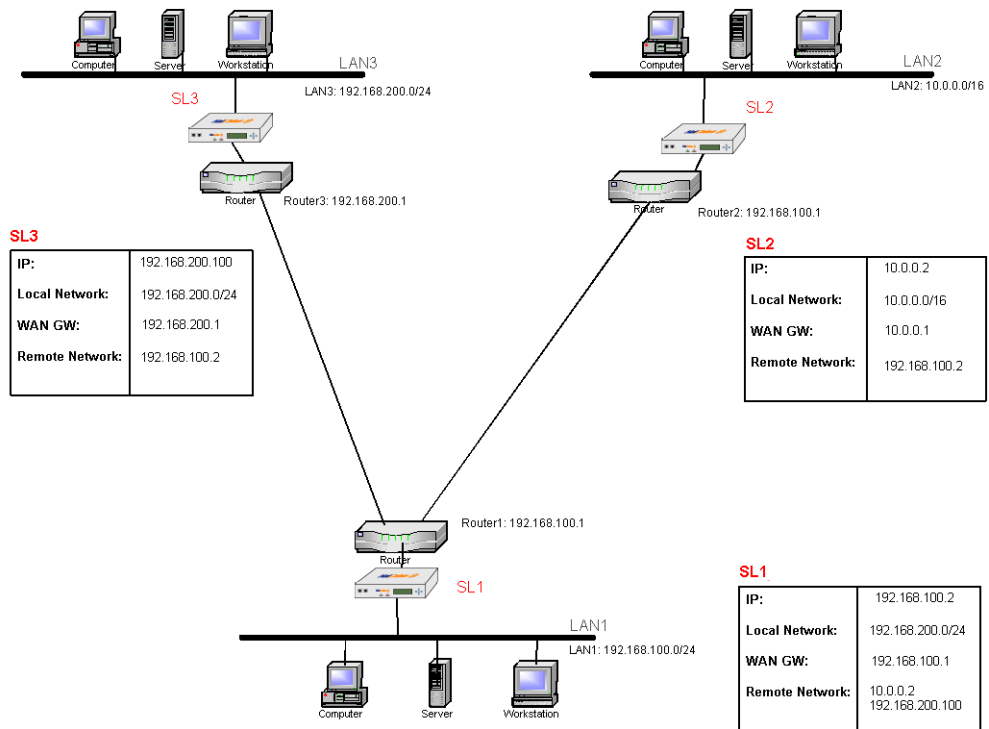 Computer
Server
Workstation
LAN3
LAN3: 192.168.200.0/24
SL3
Router
Router3: 192.168.200.1
Computer
Server
Workstation
LAN2
LAN2: 10.0.0.0/16
SL2
Router
Router2: 192.168.100.1
SL3
IP: 192.168.200.100
Local Network: 192.168.200.0/24
WAN GW: 192.168.200.1
Remote Network: 192.168.100.2
SL2
IP: 10.0.0.2
Local Network: 10.0.0.0/16
WAN GW: 10.0.0.1
Remote Network: 192.168.100.2
Router1: 192.168.100.1
Router
SL1
LAN1
LAN1: 192.168.100.0/24
Computer
Server
Workstation
SL1
IP: 192.168.100.2
Local Network: 192.168.200.0/24
WAN GW: 192.168.100.1
Remote Network: 10.0.0.2
192.168.200.100